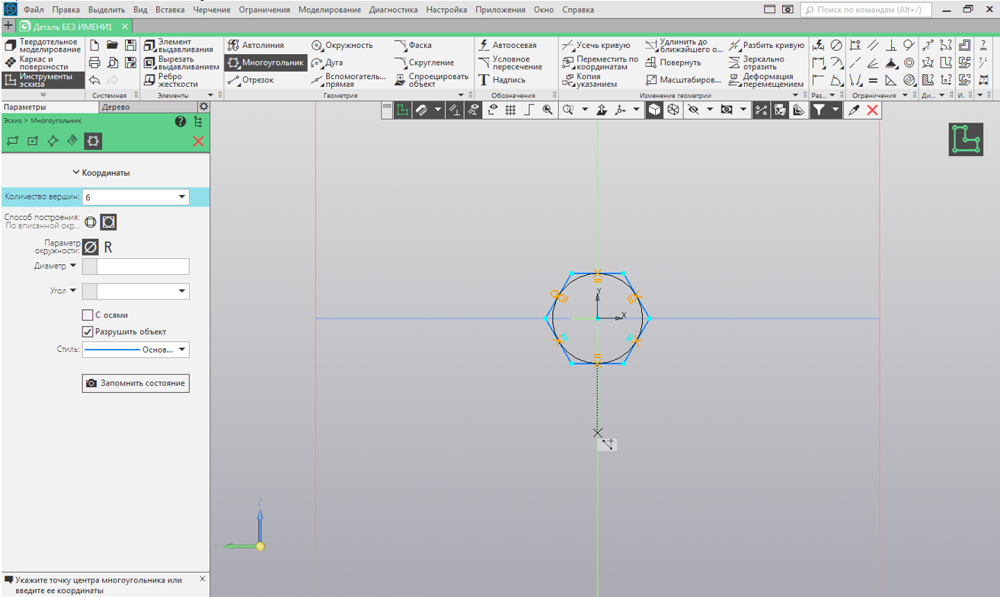 Файл Правка Вид Вставка Черчение Ограничения Моделирование Диагностика Настройка Приложения Окно Справка Поиск по командам (Alt+/)
Деталь БЕЗ ИМЕНИ1
Твердотельное моделирование
Каркас и поверхности
Инструменты эскиза
Системная
Элемент выдавливания
Вырезать выдавливанием
Ребро жесткости
Элементы
Автолиния
Многоугольник
Отрезок
Окружность
Дуга
Вспомогатель... прямая
Фаска
Скругление
Спроецировать объект
Геометрия
Автоосевая
Условное пересечение
Надпись
Обозначения
Усечь кривую
Переместить по координатам
Копия указанием
Удлинить до ближайшего о...
Повернуть
Масштабиров...
Разбить кривую
Зеркально отразить
Деформация перемещением
Изменение геометрии
Раз...
Ограничения
Ди...
И.
Параметры
Дерево
Эскиз > Многоугольник
Координаты
Количество вершин: 6
Способ построения:
По вписанной окр...
Параметр окружности: R
Диаметр
Угол
С осями
Разрушить объект
Стиль: Основ...
Запомнить состояние
Y
X
Z
Укажите точку центра многоугольника или
введите ее координаты